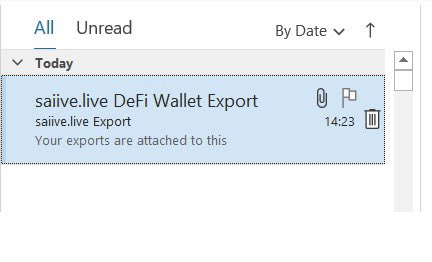 All Unread By Date
Today
saiive.live DeFi Wallet Export
saiive.live Export 14:23
Your exports are attached to this